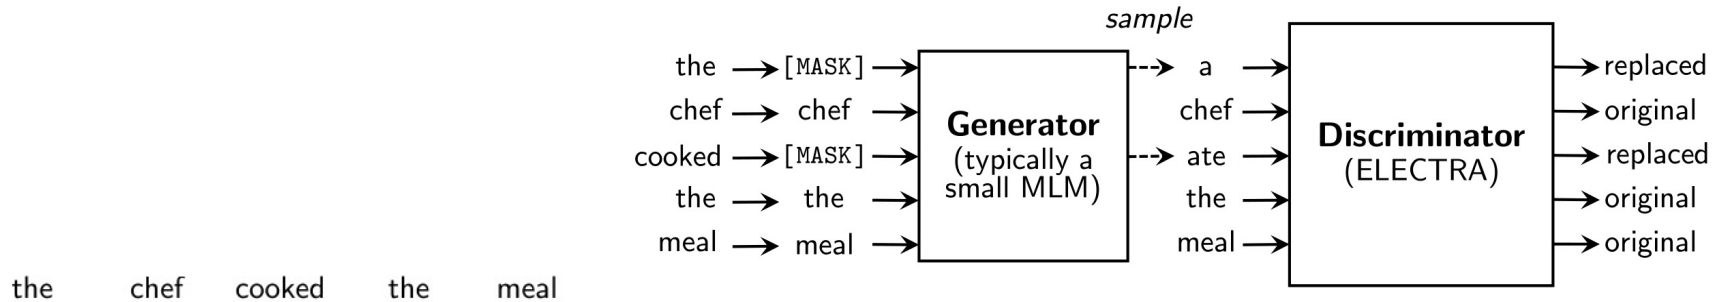 sample
the [MASK] a replaced
chef chef chef original
Generator
Discriminator
cooked [MASK] (typically a ate (ELECTRA) replaced
small MLM)
the the the original
meal meal meal original
the chef cooked the meal